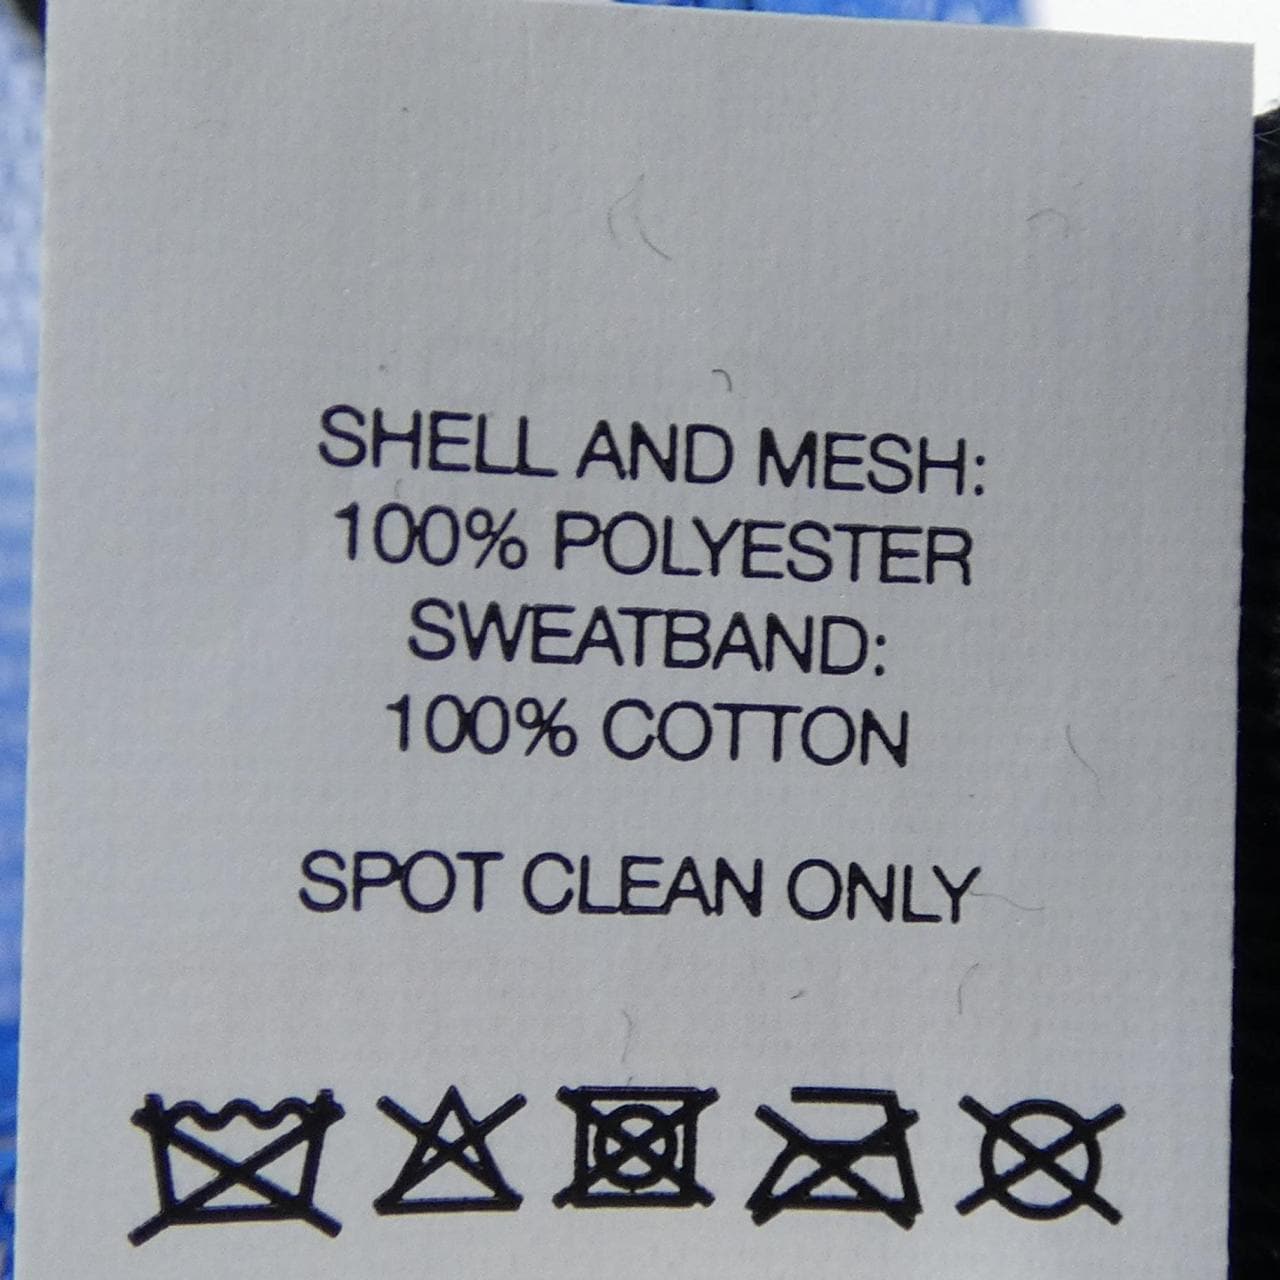 SHELL AND MESH:
100% POLYESTER
SWEATBAND:
100% COTTON
SPOT CLEAN ONLY